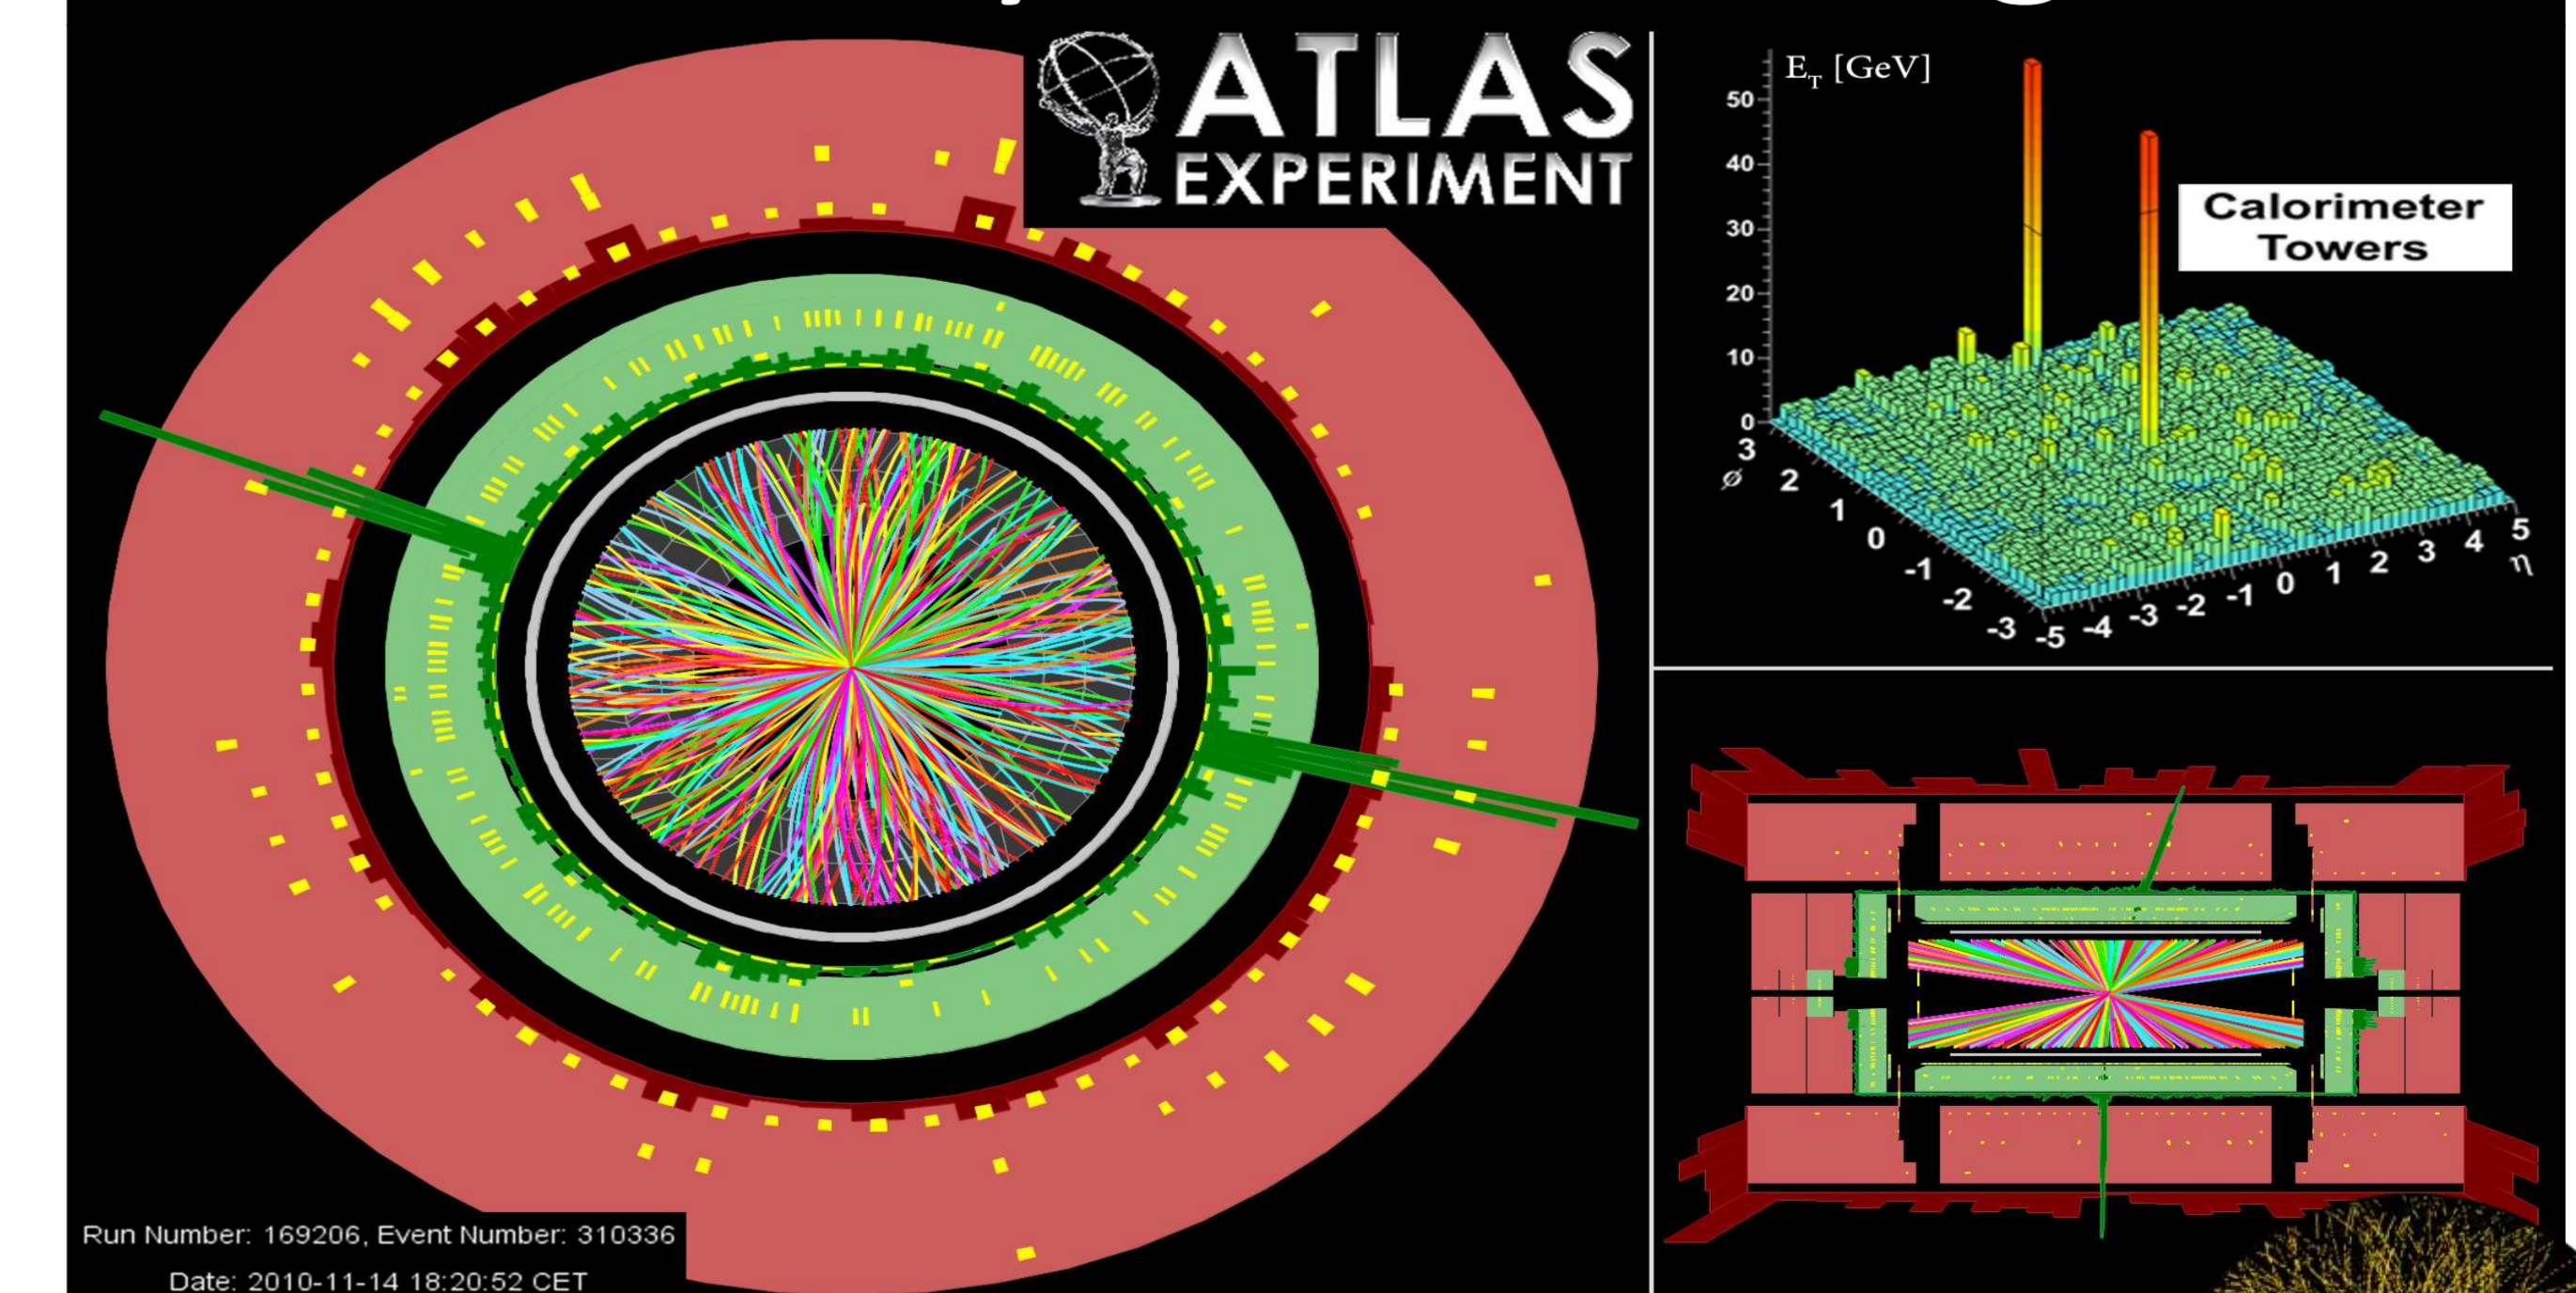 ATLAS
EXPERIMENT
E_T [GeV]
50
40
30
20
10
0
Calorimeter
Towers
3
2
1
0
-1
-2
-3
ø
-5
-4
-3
-2
-1
0
1
2
3
4
5
η
Run Number: 169206, Event Number: 310336
Date: 2010-11-14 18:20:52 CET